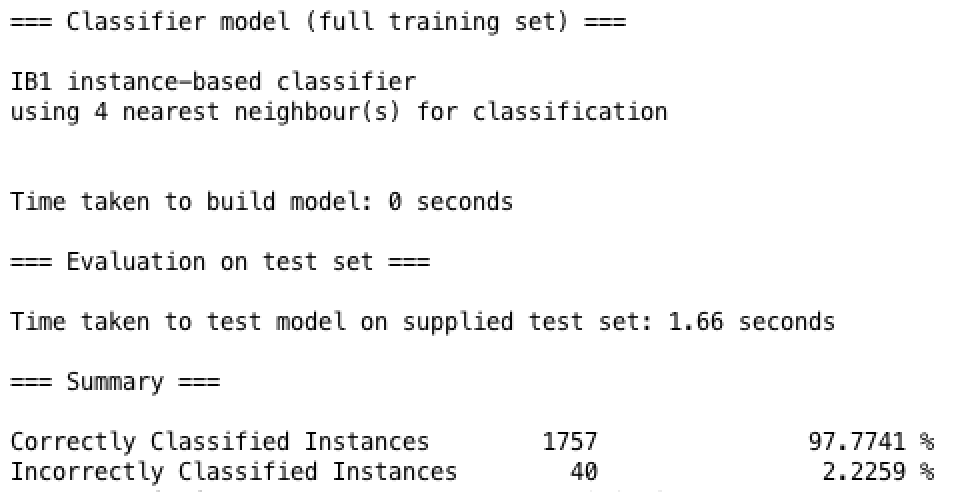 === Classifier model (full training set) ===
IB1 instance-based classifier
using 4 nearest neighbour(s) for classification
Time taken to build model: 0 seconds
=== Evaluation on test set ===
Time taken to test model on supplied test set: 1.66 seconds
=== Summary ===
Correctly Classified Instances 1757 97.7741 %
Incorrectly Classified Instances 40 2.2259 %